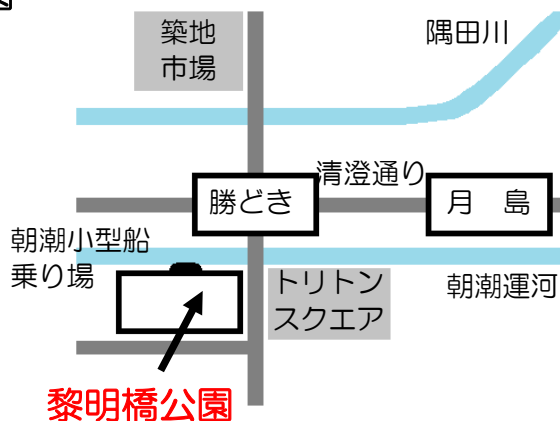 築地
市場
隅田川
清澄通り
勝どき
月 島
朝潮小型船
乗り場
トリトン
スクエア
朝潮運河
黎明橋公園